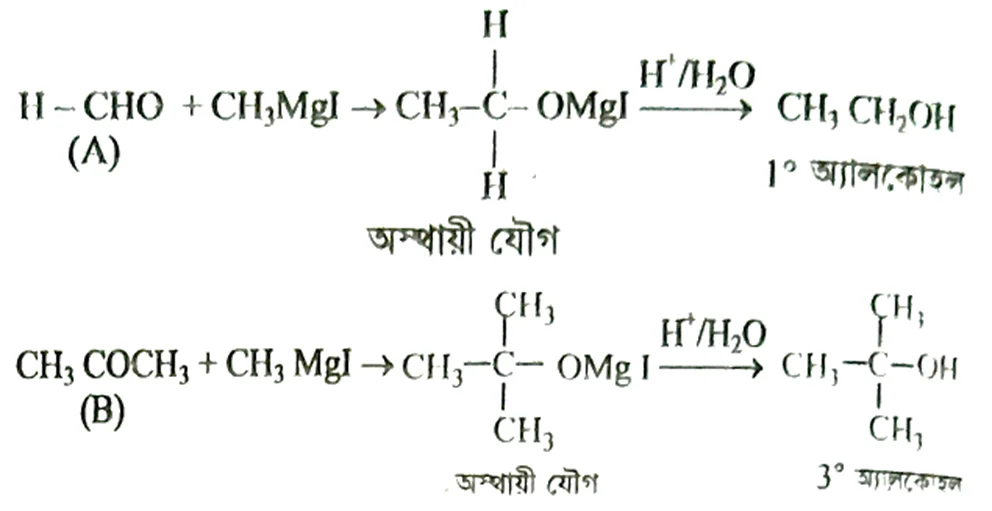 H
H – CHO + CH₃MgI → CH₃–C– OMgI H⁺/H₂O → CH₃ CH₂OH
(A)
H
1° অ্যালকোহল
অস্থায়ী যৌগ
CH₃ CH₃
CH₃ COCH₃ + CH₃ MgI → CH₃–C– OMg I H⁺/H₂O → CH₃–C–OH
(B)
CH₃ CH₃
অস্থায়ী যৌগ 3° অ্যালকোহল